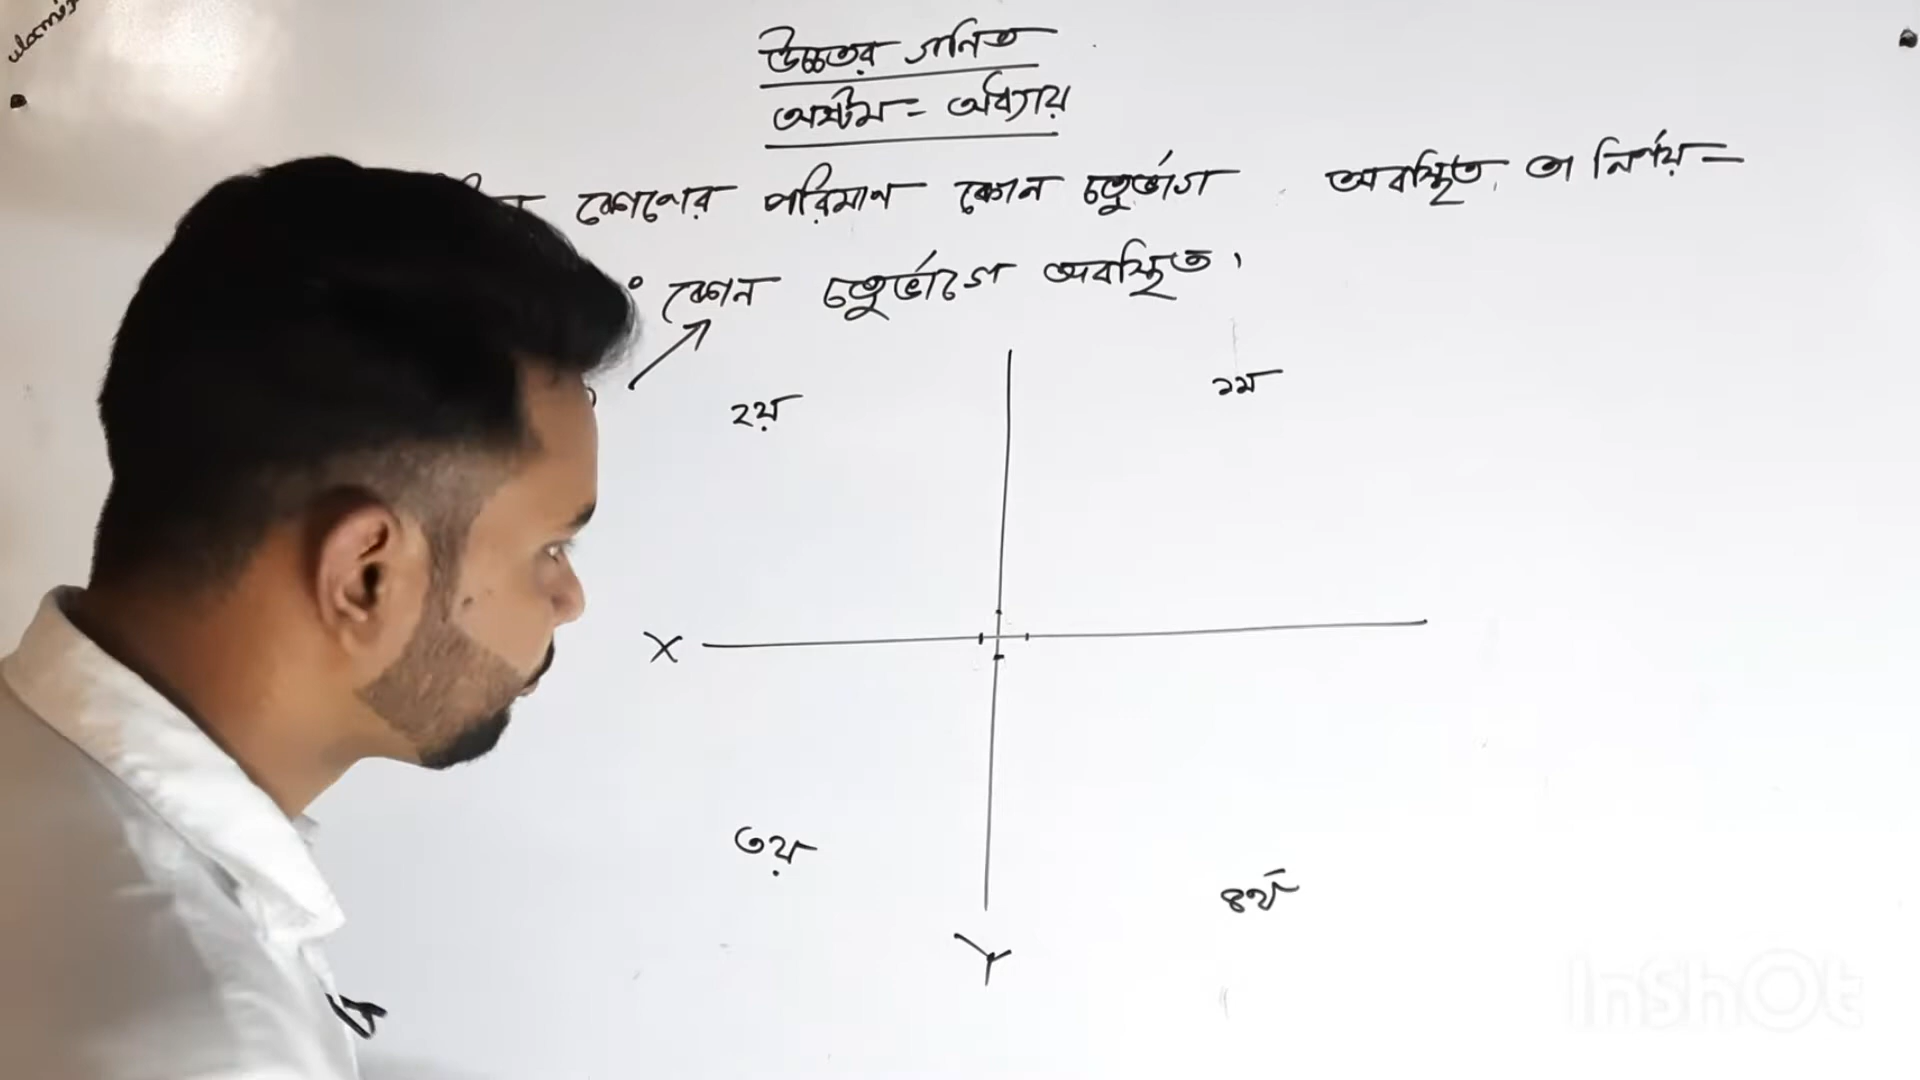 উচ্চতর গনিত
অষ্টম = অধ্যায়
কোণের পরিমাণ কোন চতুর্ভাগ অবস্থিত তা নির্ণয় =
° কোন চতুর্ভাগে অবস্থিত।
২য় ১ম
X
৩য় ৪র্থ
Y
InShOt